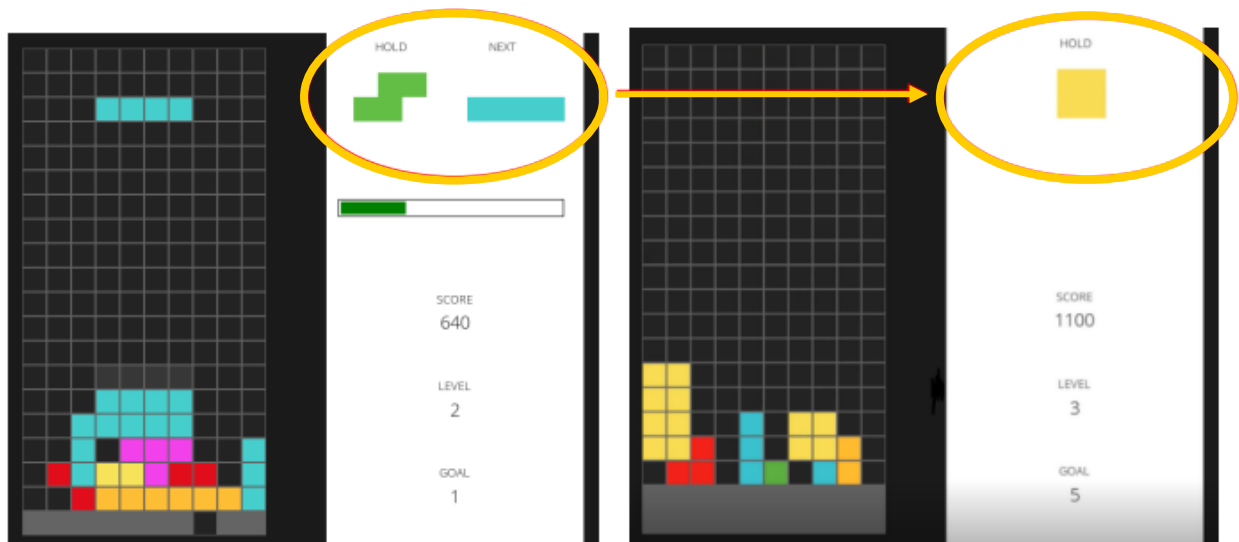 HOLD NEXT
SCORE
640
LEVEL
2
GOAL
1
HOLD
SCORE
1100
LEVEL
3
GOAL
5